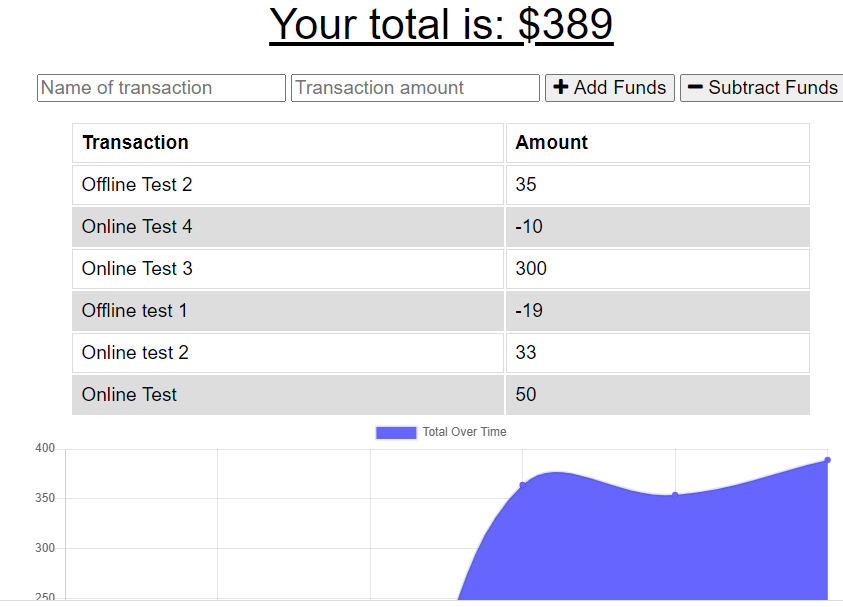 Your total is: $389
Name of transaction Transaction amount Add Funds Subtract Funds
Transaction Amount
Offline Test 2 35
Online Test 4 -10
Online Test 3 300
Offline test 1 -19
Online test 2 33
Online Test 50
Total Over Time
400
350
300
250